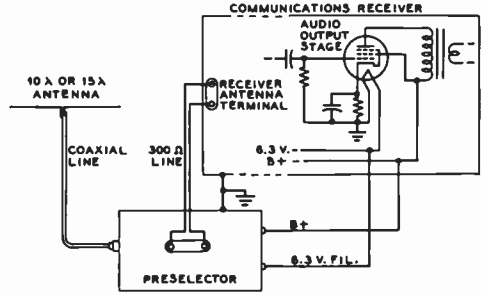 COMMUNICATIONS RECEIVER
AUDIO
OUTPUT
STAGE
10 λ OR 15 λ
ANTENNA
RECEIVER
ANTENNA
TERMINAL
COAXIAL
LINE
300 Ω
LINE
6.3 V.
B+
B+
6.3 V. FIL.
PRESELECTOR